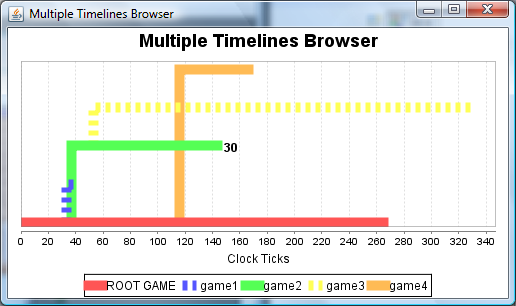 Multiple Timelines Browser
Multiple Timelines Browser
30
0 20 40 60 80 100 120 140 160 180 200 220 240 260 280 300 320 340
Clock Ticks
ROOT GAME game1 game2 game3 game4